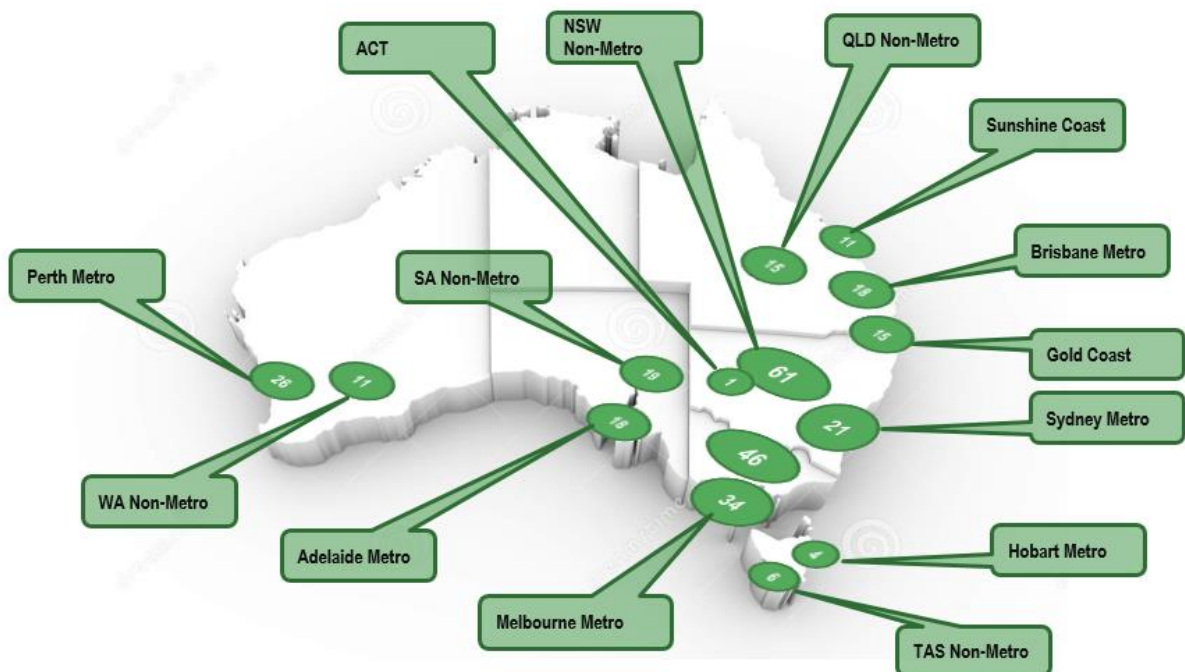 ACT
NSW
Non-Metro
QLD Non-Metro
Sunshine Coast
11
15
Brisbane Metro
18
Perth Metro
SA Non-Metro
15
Gold Coast
26
11
19
1
61
Sydney Metro
21
18
46
WA Non-Metro
34
Adelaide Metro
Hobart Metro
4
6
Melbourne Metro
TAS Non-Metro